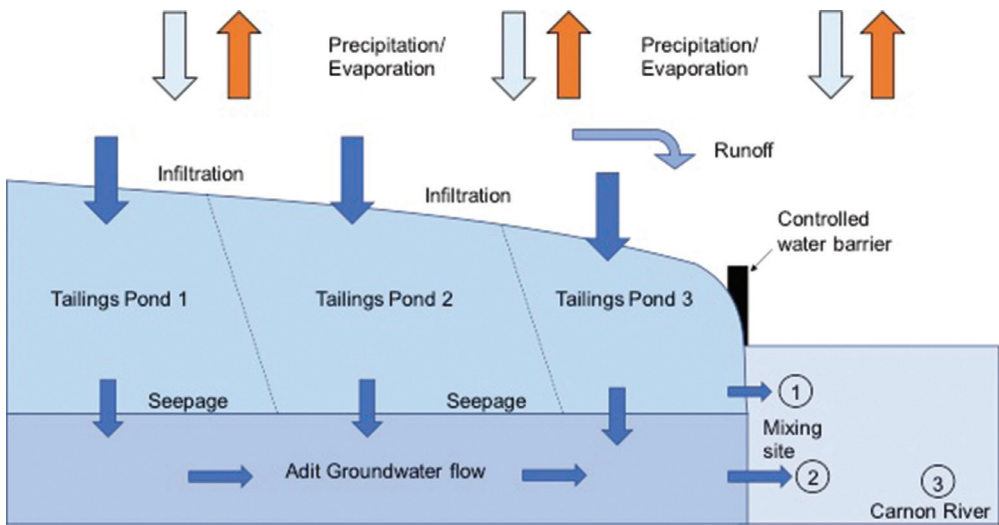 Precipitation/
Evaporation
Precipitation/
Evaporation
Runoff
Infiltration
Infiltration
Controlled
water barrier
Tailings Pond 1
Tailings Pond 2
Tailings Pond 3
Seepage
Seepage
1
Mixing
site
Adit Groundwater flow
2
3
Carnon River